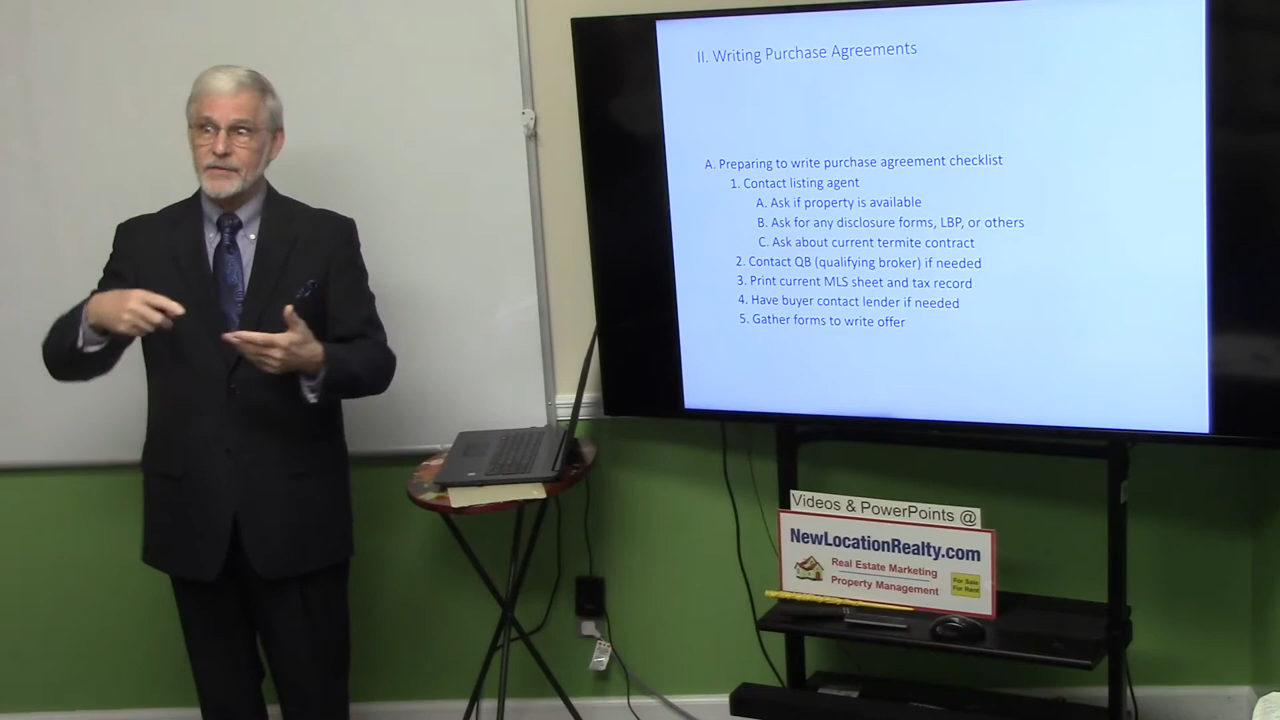 II. Writing Purchase Agreements
A. Preparing to write purchase agreement checklist
1. Contact listing agent
A. Ask if property is available
B. Ask for any disclosure forms, LBP, or others
C. Ask about current termite contract
2. Contact QB (qualifying broker) if needed
3. Print current MLS sheet and tax record
4. Have buyer contact lender if needed
5. Gather forms to write offer
Videos & PowerPoints @
NewLocationRealty.com
Real Estate Marketing
Property Management
For Sale
For Rent